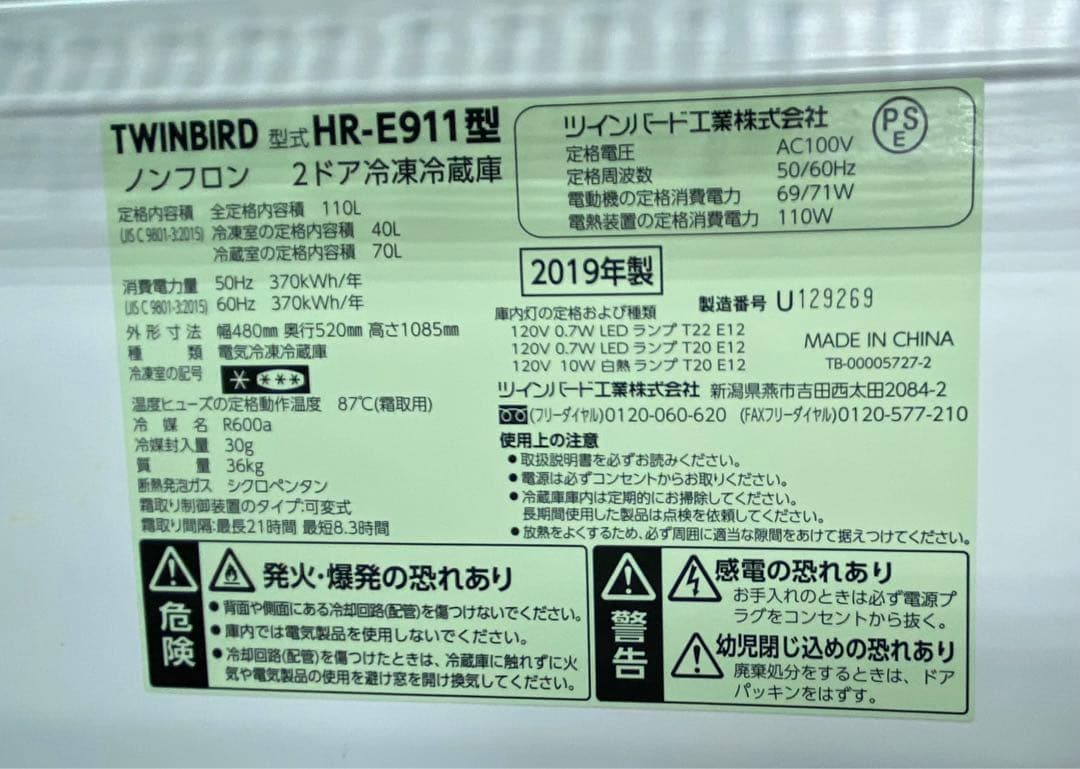 TWINBIRD 型式 HR-E911型
ノンフロン 2ドア冷凍冷蔵庫
定格内容積 全定格内容積 110L
(JIS C 9801-3:2015) 冷凍室の定格内容積 40L
冷蔵室の定格内容積 70L
消費電力量 50Hz 370kWh/年
(JIS C 9801-3:2015) 60Hz 370kWh/年
外形寸法 幅480mm 奥行520mm 高さ1085mm
種類 電気冷凍冷蔵庫
冷凍室の記号
温度ヒューズの定格動作温度 87℃(霜取用)
冷媒名 R600a
冷媒封入量 30g
質量 36kg
断熱発泡ガス シクロペンタン
霜取り制御装置のタイプ:可変式
霜取り間隔:最長21時間 最短8.3時間
ツインバード工業株式会社
PSE
定格電圧 AC100V
定格周波数 50/60Hz
電動機の定格消費電力 69/71W
電熱装置の定格消費電力 110W
2019年製
製造番号 U129269
庫内灯の定格および種類
120V 0.7W LED ランプ T22 E12
120V 0.7W LED ランプ T20 E12
120V 10W 白熱ランプ T20 E12
MADE IN CHINA
TB-00005727-2
ツインバード工業株式会社 新潟県燕市吉田西太田2084-2
(フリーダイヤル)0120-060-620 (FAXフリーダイヤル)0120-577-210
使用上の注意
●取扱説明書を必ずお読みください。
●電源は必ずコンセントからお取りください。
●冷蔵庫庫内は定期的にお掃除してください。
長期間使用した製品は点検を依頼してください。
●放熱をよくするため、必ず周囲に適当な隙間をあけて据えつけてください。
危険
発火・爆発の恐れあり
●背面や側面にある冷却回路(配管)を傷つけないでください。
●庫内では電気製品を使用しないでください。
●冷却回路(配管)を傷つけたときは、冷蔵庫に触れずに火
気や電気製品の使用を避け窓を開け換気してください。
警告
感電の恐れあり
お手入れのときは必ず電源プ
ラグをコンセントから抜く。
幼児閉じ込めの恐れあり
廃棄処分をするときは、ドア
パッキンをはずす。